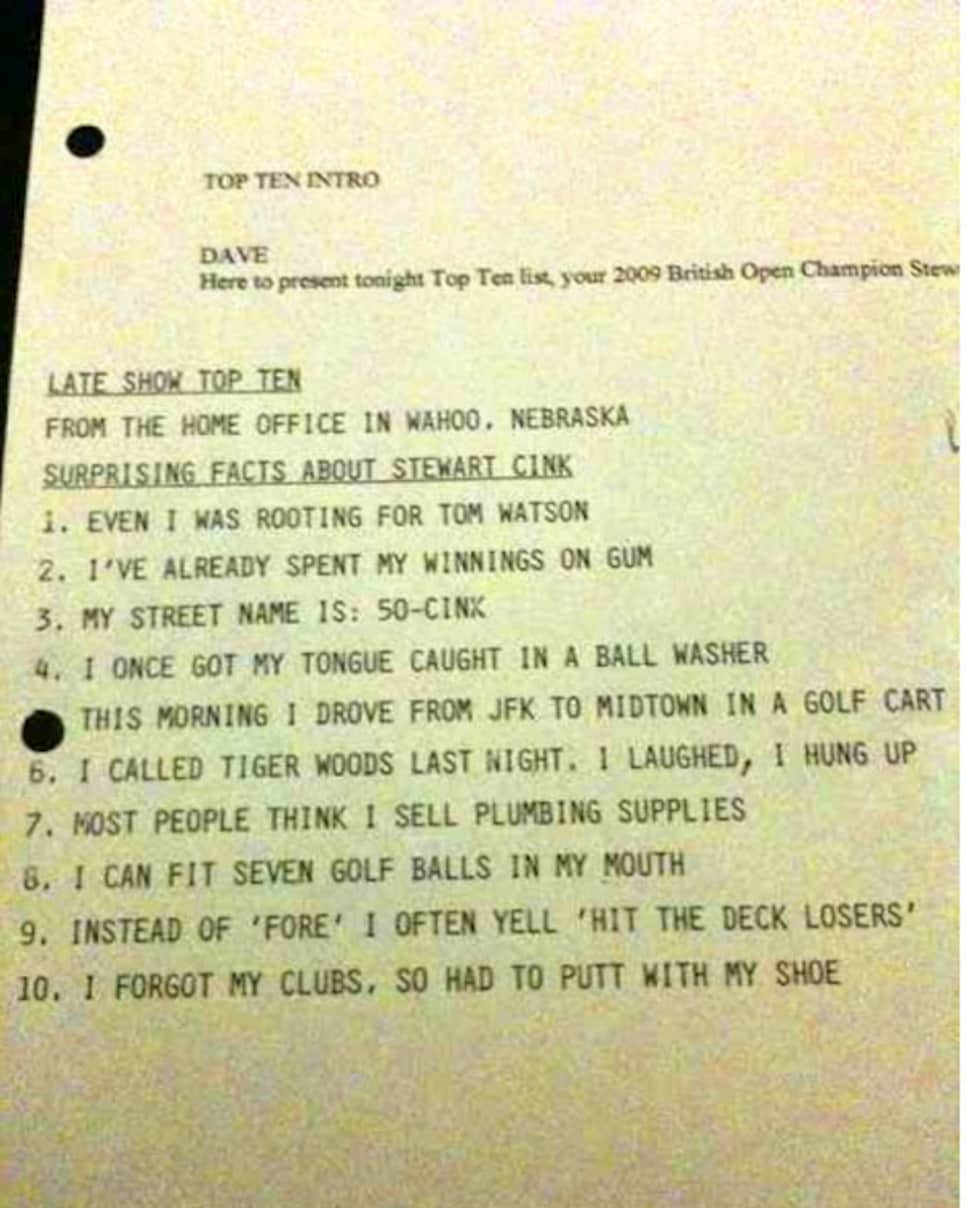 TOP TEN INTRO
DAVE
Here to present tonight Top Ten list, your 2009 British Open Champion Stew
LATE SHOW TOP TEN
FROM THE HOME OFFICE IN WAHOO, NEBRASKA
SURPRISING FACTS ABOUT STEWART CINK
1. EVEN I WAS ROOTING FOR TOM WATSON
2. I'VE ALREADY SPENT MY WINNINGS ON GUM
3. MY STREET NAME IS: 50-CINK
4. I ONCE GOT MY TONGUE CAUGHT IN A BALL WASHER
THIS MORNING I DROVE FROM JFK TO MIDTOWN IN A GOLF CART
6. I CALLED TIGER WOODS LAST NIGHT, I LAUGHED, I HUNG UP
7. MOST PEOPLE THINK I SELL PLUMBING SUPPLIES
8. I CAN FIT SEVEN GOLF BALLS IN MY MOUTH
9. INSTEAD OF 'FORE' I OFTEN YELL 'HIT THE DECK LOSERS'
10. I FORGOT MY CLUBS, SO HAD TO PUTT WITH MY SHOE